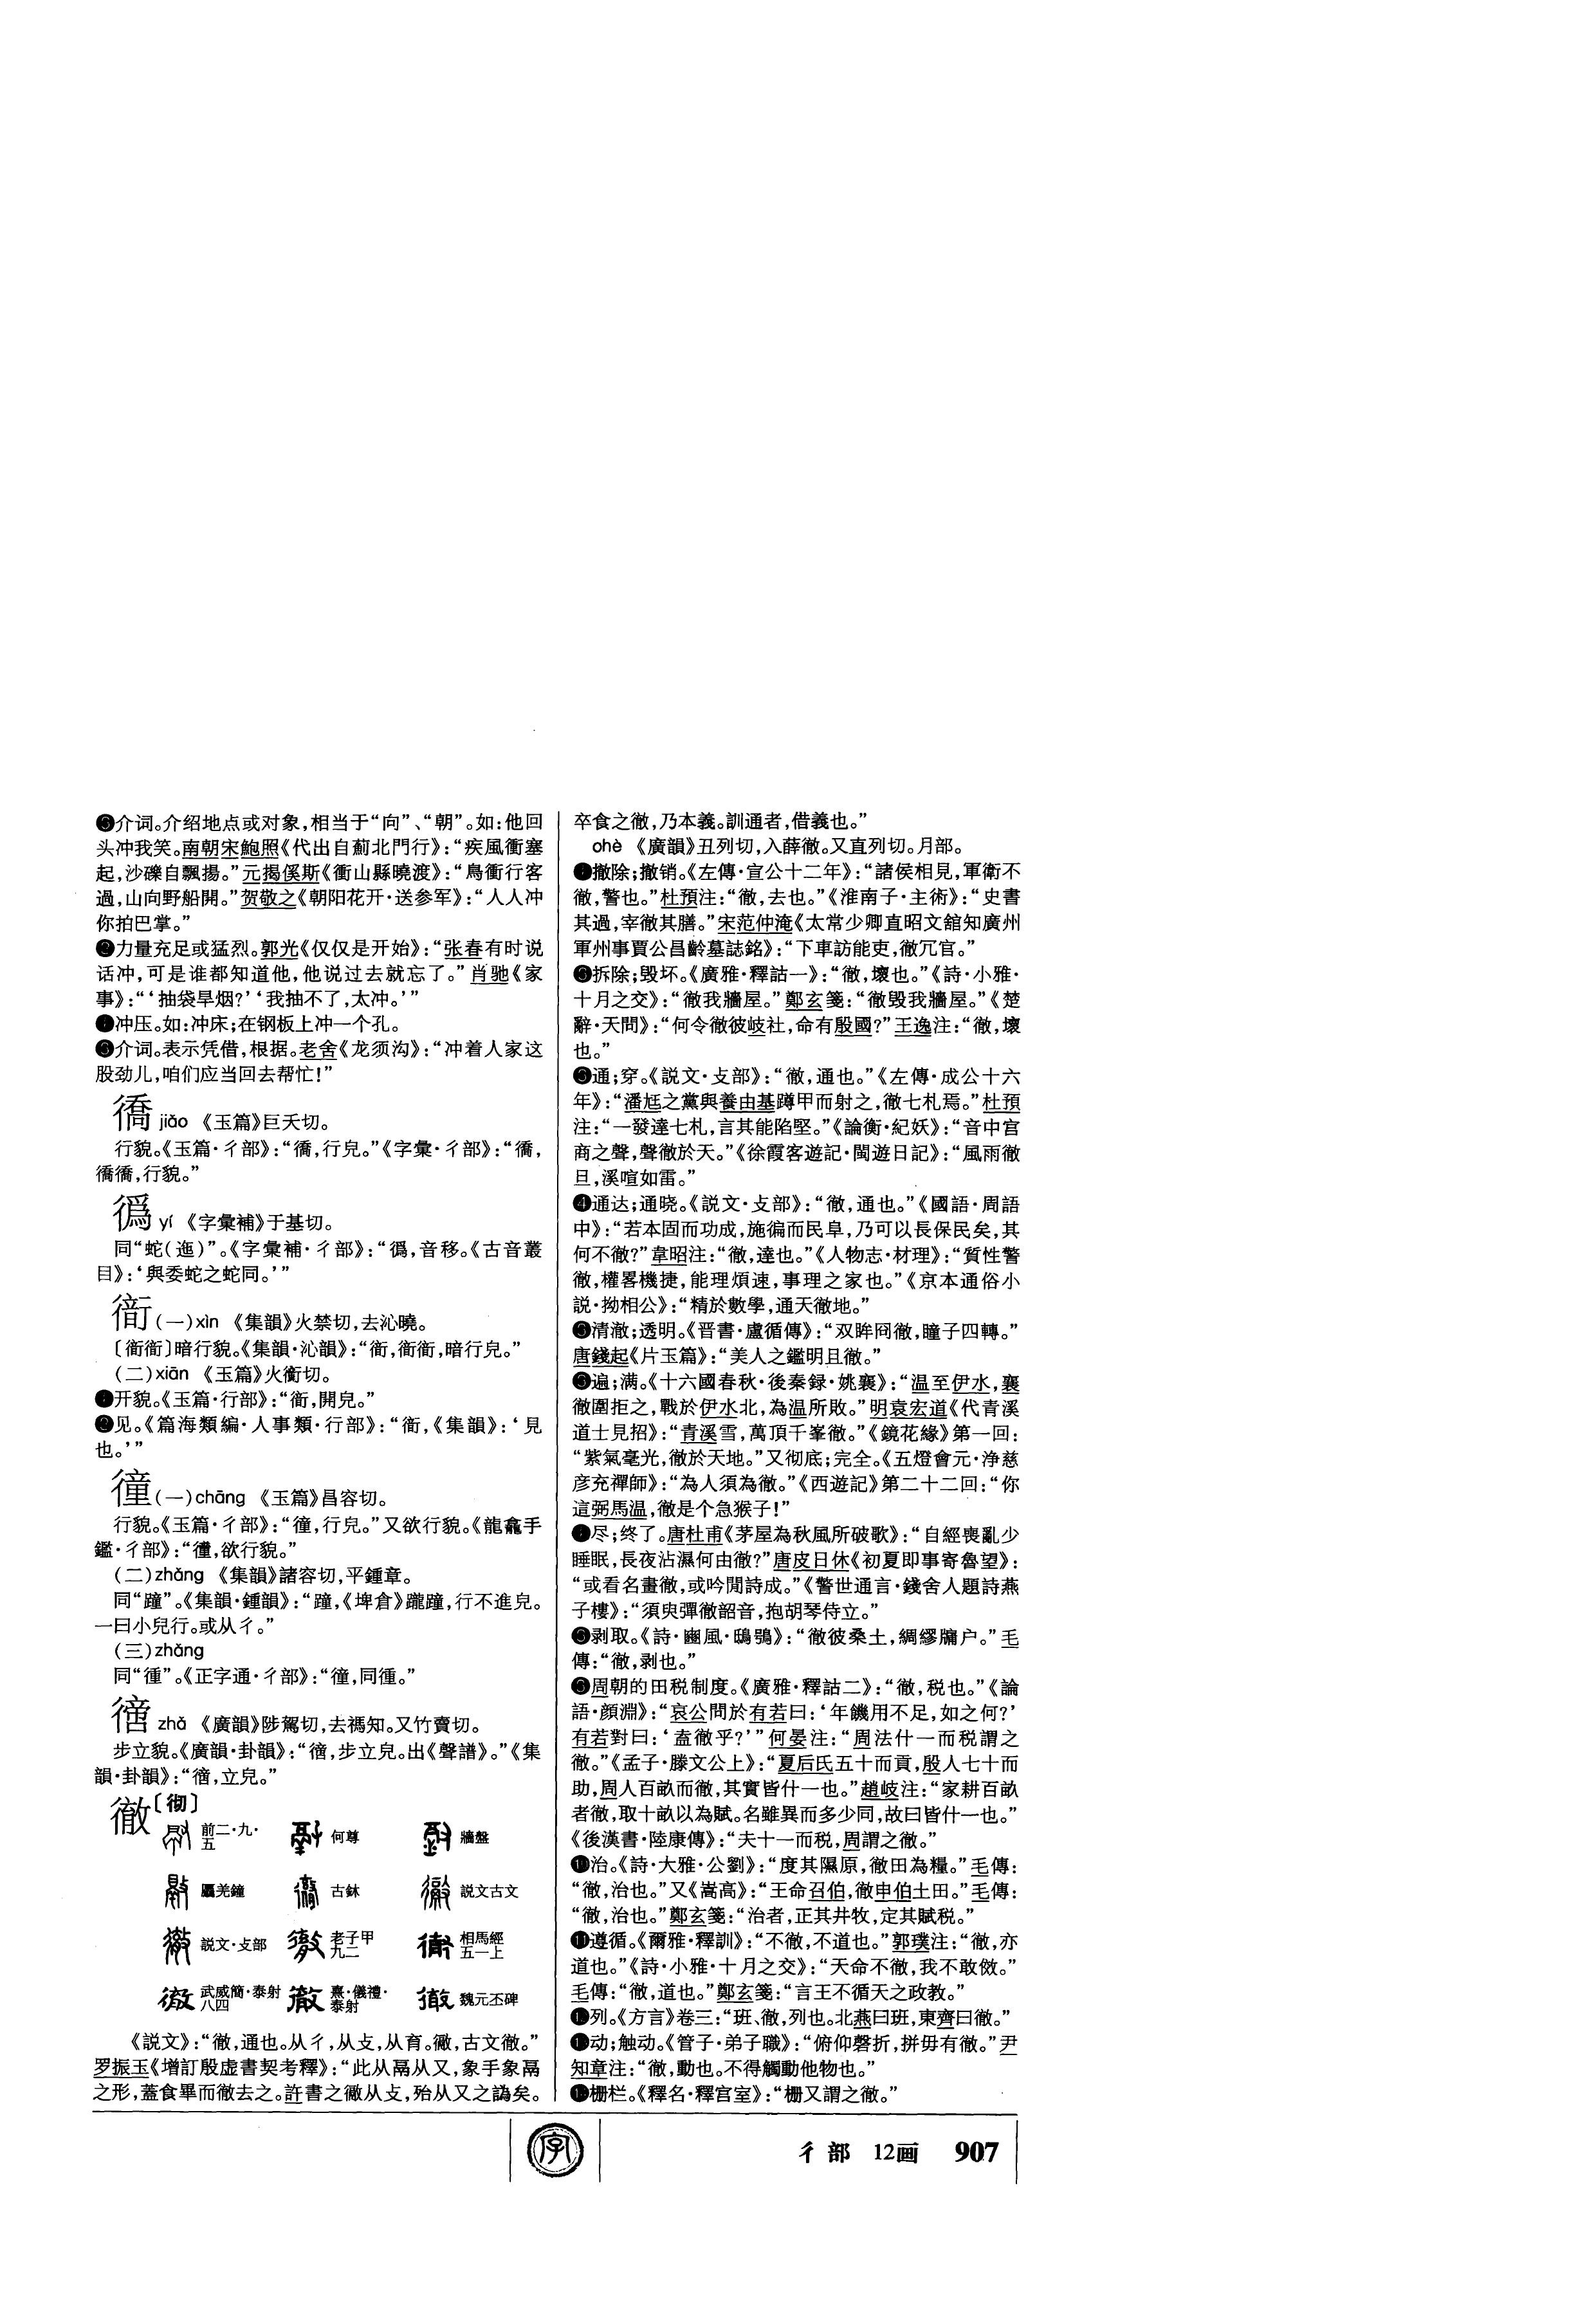 ❻介词。介绍地点或对象,相当于“向”、“朝”。如:他回
头冲我笑。南朝宋鮑照《代出自薊北門行》:“疾風衝塞
起,沙礫自飄揚。”元揭傒斯《衝山縣曉渡》:“鳥衝行客
過,山向野船開。”贺敬之《朝阳花开·送参军》:“人人冲
你拍巴掌。”
❷力量充足或猛烈。郭光《仅仅是开始》:“张春有时说
话冲,可是谁都知道他,他说过去就忘了。”肖驰《家
事》:“‘抽袋旱烟?’‘我抽不了,太冲。’”
冲压。如:冲床;在钢板上冲一个孔。
❸介词。表示凭借,根据。老舍《龙须沟》:“冲着人家这
股劲儿,咱们应当回去帮忙!”
徼 jiǎo 《玉篇》巨夭切。
行貌。《玉篇·彳部》:“徺,行皃。”《字彙·彳部》:“徺,
徺徺,行貌。”
yí 《字彙補》于基切。
同“蛇(迤)”。《字彙補·彳部》:“,音移。《古音叢
目》:‘與委蛇之蛇同。’”
(一)xìn 《集韻》火禁切,去沁曉。
〔〕暗行貌。《集韻·沁韻》:“,暗行皃。”
(二)xiān 《玉篇》火衡切。
❶开貌。《玉篇·行部》:“,開皃。”
❷见。《篇海類編·人事類·行部》:“,《集韻》:‘見
也。’”
徸(一)chāng 《玉篇》昌容切。
行貌。《玉篇·彳部》:“徸,行皃。”又欲行貌。《龍龕手
鑑·彳部》:“徸,欲行貌。”
(二)zhǎng 《集韻》諸容切,平鍾章。
同“蹱”。《集韻·鍾韻》:“蹱,《埤倉》躘蹱,行不進皃。
一曰小兒行。或从彳。”
(三)zhǎng
同“徸”。《正字通·彳部》:“徸,同。”
zhǎ 《廣韻》陟駕切,去禡知。又竹賣切。
步立貌。《廣韻·卦韻》:“,步立皃。出《聲譜》。”《集
韻·卦韻》:“,立皃。”
徹〔彻〕
前二·九·五 何尊 牆盤
羌鐘 古鉥 説文古文
説文·攴部 老子甲九二 相馬經五一上
武威簡·泰射八四 熹·儀禮·泰射 魏元丕碑
《説文》:“徹,通也。从彳,从攴,从育。,古文徹。”
罗振玉《增訂殷虛書契考釋》:“此从鬲从又,象手象鬲
之形,蓋食畢而徹去之。許書之从攴,殆从又之譌矣。
卒食之徹,乃本義。訓通者,借義也。”
ohè 《廣韻》丑列切,入薛徹。又直列切。月部。
撤除;撤销。《左傳·宣公十二年》:“諸侯相見,軍衛不
徹,警也。”杜預注:“徹,去也。”《淮南子·主術》:“史書
其過,宰徹其膳。”宋范仲淹《太常少卿直昭文舘知廣州
軍州事賈公昌齡墓誌銘》:“下車訪能吏,徹冗官。”
拆除;毁坏。《廣雅·釋詁一》:“徹,壞也。”《詩·小雅·
十月之交》:“徹我牆屋。”鄭玄箋:“徹毁我牆屋。”《楚
辭·天問》:“何令徹彼岐社,命有殷國?”王逸注:“徹,壞
也。”
❸通;穿。《説文·攴部》:“徹,通也。”《左傳·成公十六
年》:“潘尫之黨與養由基蹲甲而射之,徹七札焉。”杜預
注:“一發達七札,言其能陷堅。”《論衡·紀妖》:“音中宫
商之聲,聲徹於天。”《徐霞客遊記·閩遊日記》:“風雨徹
旦,溪喧如雷。”
❹通达;通晓。《説文·攴部》:“徹,通也。”《國語·周語
中》:“若本固而功成,施徧而民阜,乃可以長保民矣,其
何不徹?”韋昭注:“徹,達也。”《人物志·材理》:“質性警
徹,權畧機捷,能理煩速,事理之家也。”《京本通俗小
説·拗相公》:“精於數學,通天徹地。”
❺清澈;透明。《晋書·盧循傳》:“双眸冏徹,瞳子四轉。”
唐錢起《片玉篇》:“美人之鑑明且徹。”
遍;满。《十六國春秋·後秦録·姚襄》:“温至伊水,襄
徹圍拒之,戰於伊水北,為温所敗。”明袁宏道《代青溪
道士見招》:“青溪雪,萬頂千峯徹。”《鏡花緣》第一回:
“紫氣毫光,徹於天地。”又彻底;完全。《五燈會元·净慈
彦充禪師》:“為人須為徹。”《西遊記》第二十二回:“你
這弼馬温,徹是个急猴子!”
❼尽;终了。唐杜甫《茅屋為秋風所破歌》:“自經喪亂少
睡眠,長夜沾濕何由徹?”唐皮日休《初夏即事寄魯望》:
“或看名畫徹,或吟閒詩成。”《警世通言·錢舍人題詩燕
子樓》:“須臾彈徹韶音,抱胡琴侍立。”
剥取。《詩·豳風·鴟鴞》:“徹彼桑土,綢繆牖户。”毛
傳:“徹,剥也。”
周朝的田税制度。《廣雅·釋詁二》:“徹,税也。”《論
語·顔淵》:“哀公問於有若曰:‘年饑用不足,如之何?’
有若對曰:‘盍徹乎?’”何晏注:“周法什一而税謂之
徹。”《孟子·滕文公上》:“夏后氏五十而貢,殷人七十而
助,周人百畝而徹,其實皆什一也。”趙岐注:“家耕百畝
者徹,取十畝以為賦。名雖異而多少同,故曰皆什一也。”
《後漢書·陸康傳》:“夫十一而税,周謂之徹。”
❿治。《詩·大雅·公劉》:“度其隰原,徹田為糧。”毛傳:
“徹,治也。”又《嵩高》:“王命召伯,徹申伯土田。”毛傳:
“徹,治也。”鄭玄箋:“治者,正其井牧,定其賦税。”
⓫遵循。《爾雅·釋訓》:“不徹,不道也。”郭璞注:“徹,亦
道也。”《詩·小雅·十月之交》:“天命不徹,我不敢傚。”
毛傳:“徹,道也。”鄭玄箋:“言王不循天之政教。”
列。《方言》卷三:“班、徹,列也。北燕曰班,東齊曰徹。”
动;触动。《管子·弟子職》:“俯仰磬折,拼毋有徹。”尹
知章注:“徹,動也。不得觸動他物也。”
栅栏。《釋名·釋宫室》:“栅又謂之徹。”
字 彳部 12画 907